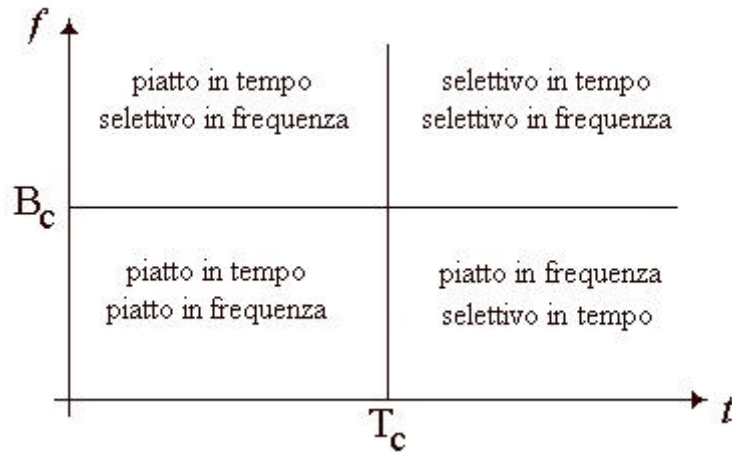 f
piatto in tempo
selettivo in frequenza
selettivo in tempo
selettivo in frequenza
Bc
piatto in tempo
piatto in frequenza
piatto in frequenza
selettivo in tempo
Tc
t